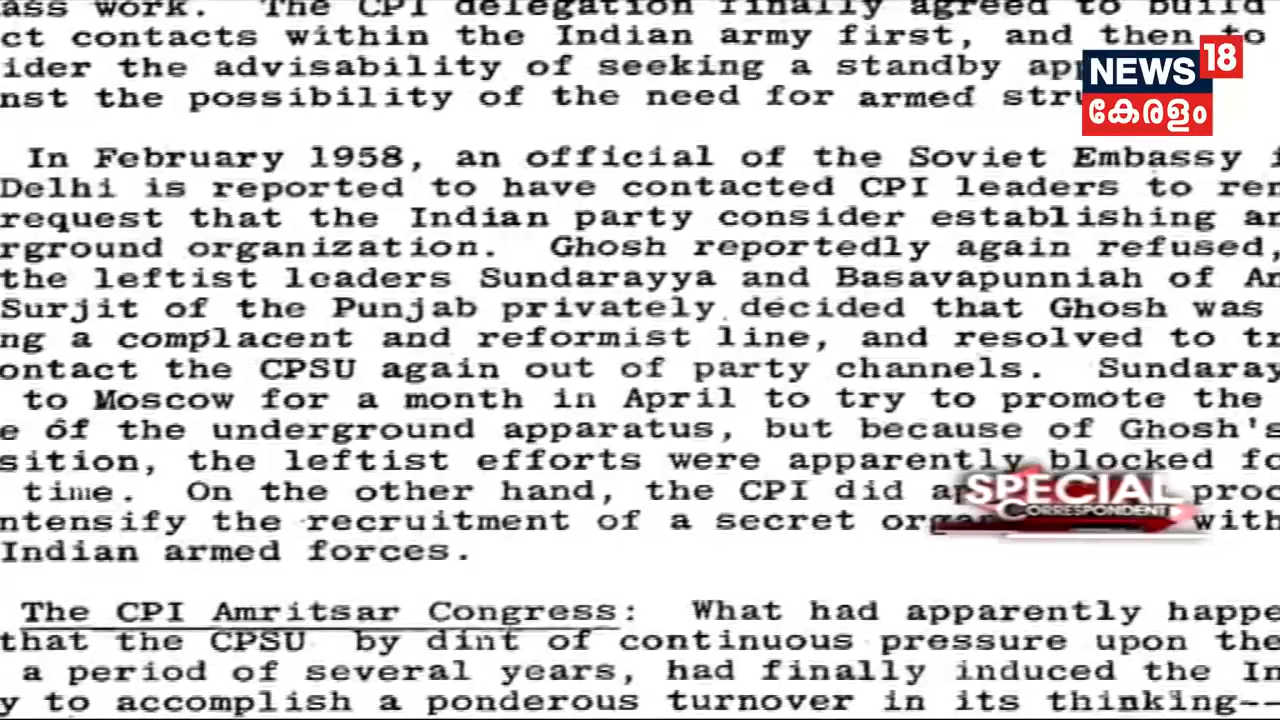 ass work. The CPI delegation finally agreed to build
ct contacts within the Indian army first, and then to
ider the advisability of seeking a standby app
nst the possibility of the need for armed stru
In February 1958, an official of the Soviet Embassy i
Delhi is reported to have contacted CPI leaders to ren
request that the Indian party consider establishing an
rground organization. Ghosh reportedly again refused,
the leftist leaders Sundarayya and Basavapunniah of An
Surjit of the Punjab privately decided that Ghosh was
ng a complacent and reformist line, and resolved to tr
ontact the CPSU again out of party channels. Sundaray
to Moscow for a month in April to try to promote the
e of the underground apparatus, but because of Ghosh's
sition, the leftist efforts were apparently blocked fo
time. On the other hand, the CPI did ap proc
ntensify the recruitment of a secret orga with
Indian armed forces.
The CPI Amritsar Congress: What had apparently happe
that the CPSU by dint of continuous pressure upon the
a period of several years, had finally induced the In
y to accomplish a ponderous turnover in its thinking--
NEWS 18
കേരളം
SPECIAL
CORRESPONDENT